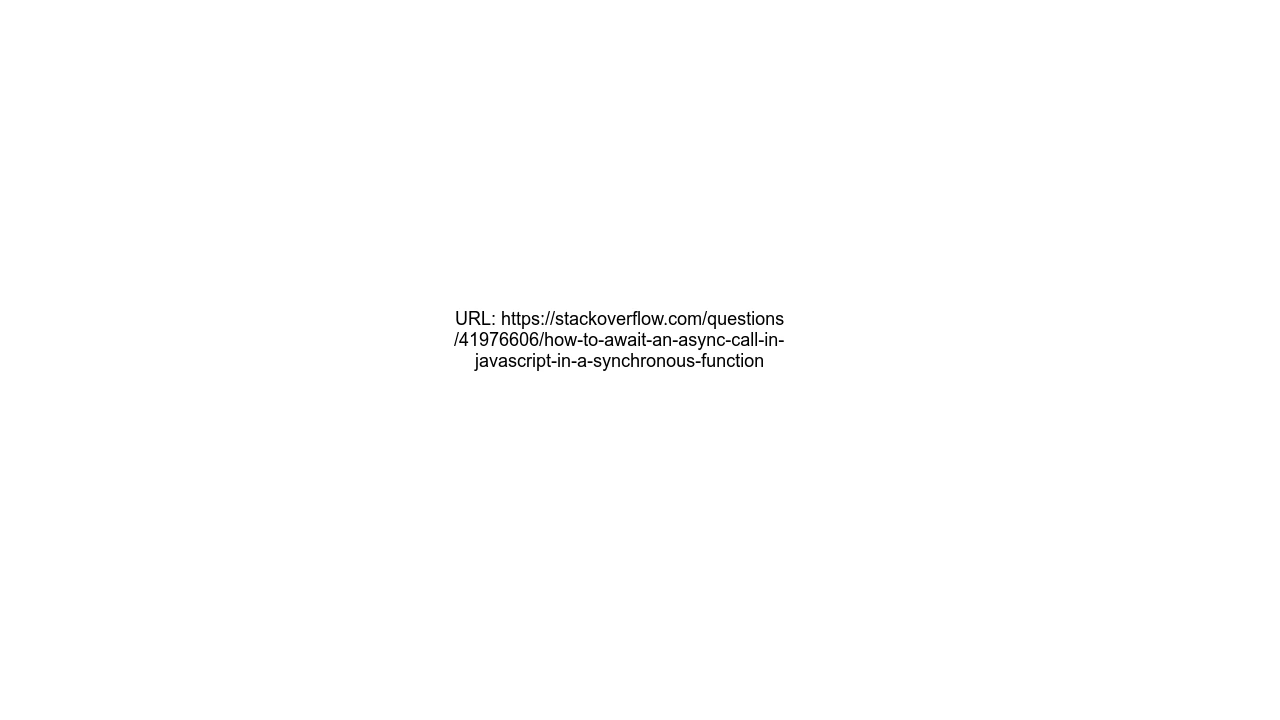 URL: https://stackoverflow.com/questions
/41976606/how-to-await-an-async-call-in-
javascript-in-a-synchronous-function